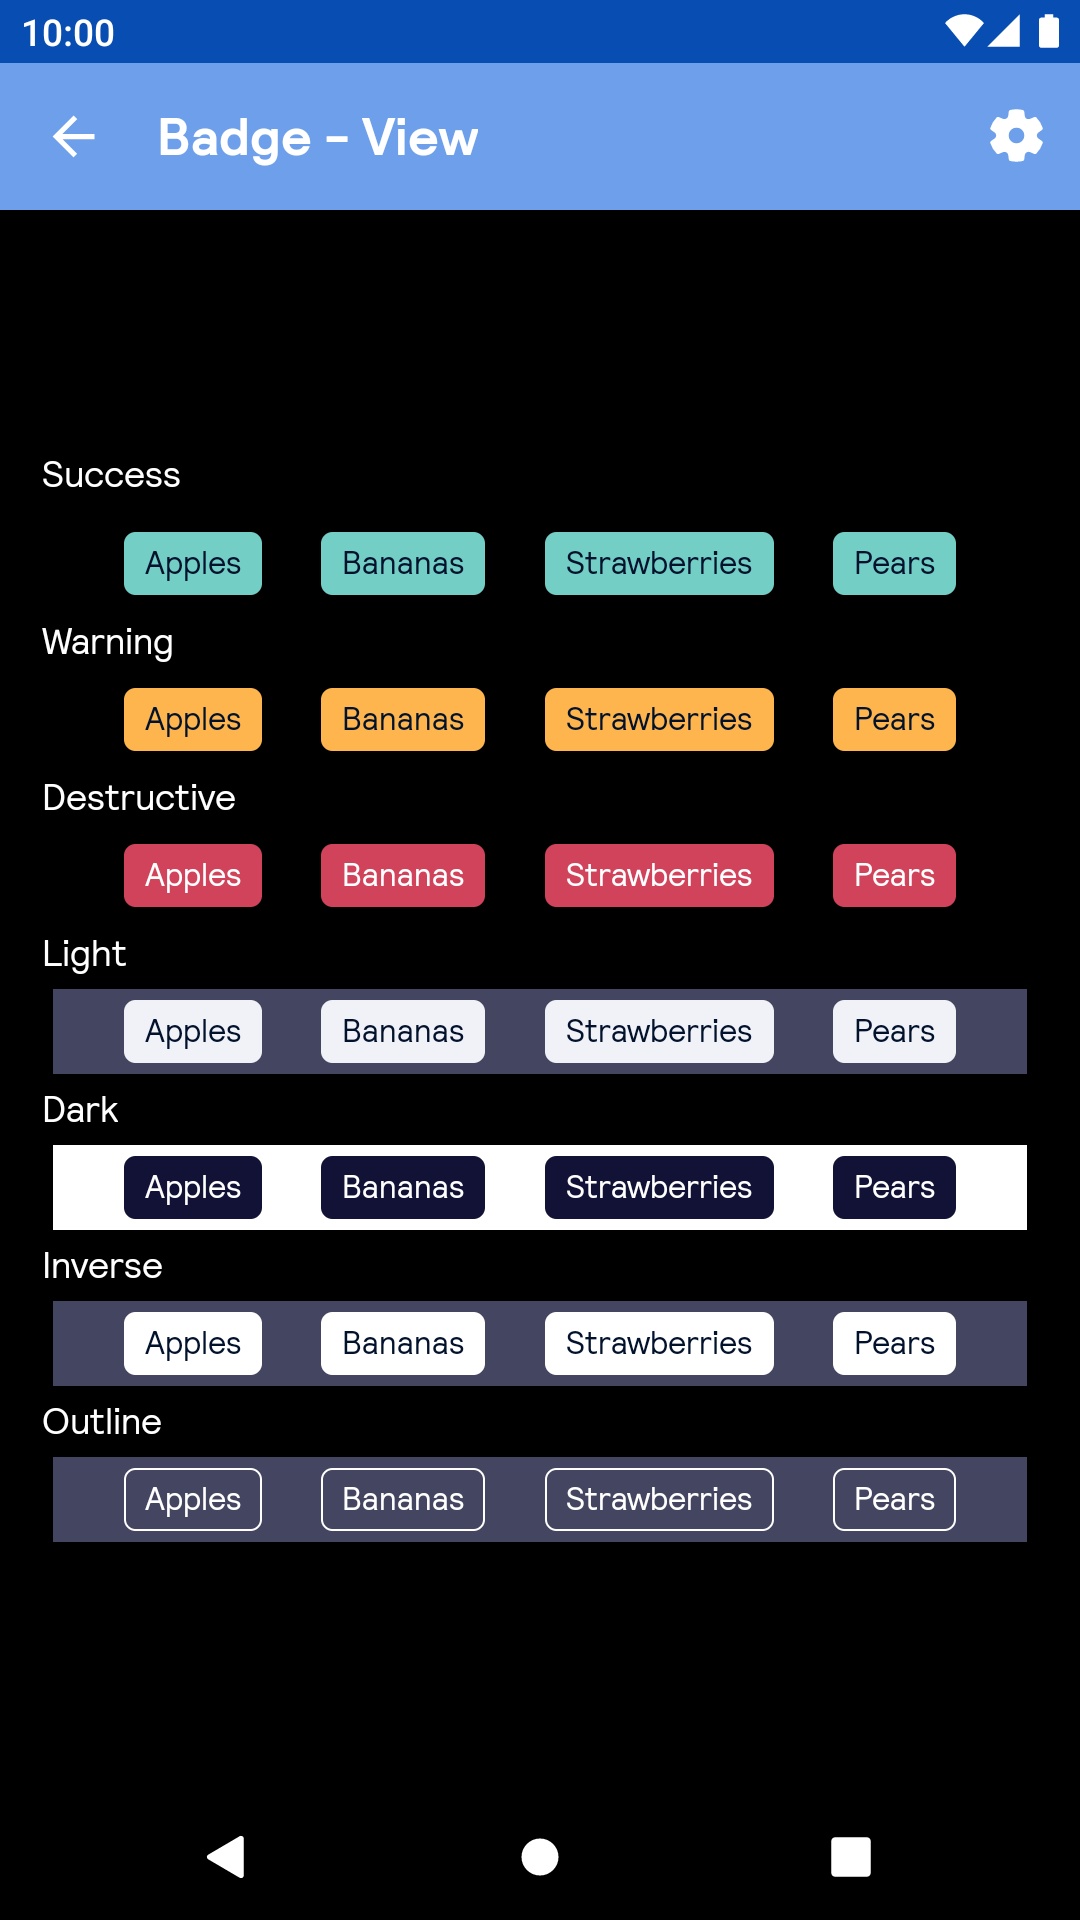 10:00
Badge - View
Success
Apples Bananas Strawberries Pears
Warning
Apples Bananas Strawberries Pears
Destructive
Apples Bananas Strawberries Pears
Light
Apples Bananas Strawberries Pears
Dark
Apples Bananas Strawberries Pears
Inverse
Apples Bananas Strawberries Pears
Outline
Apples Bananas Strawberries Pears